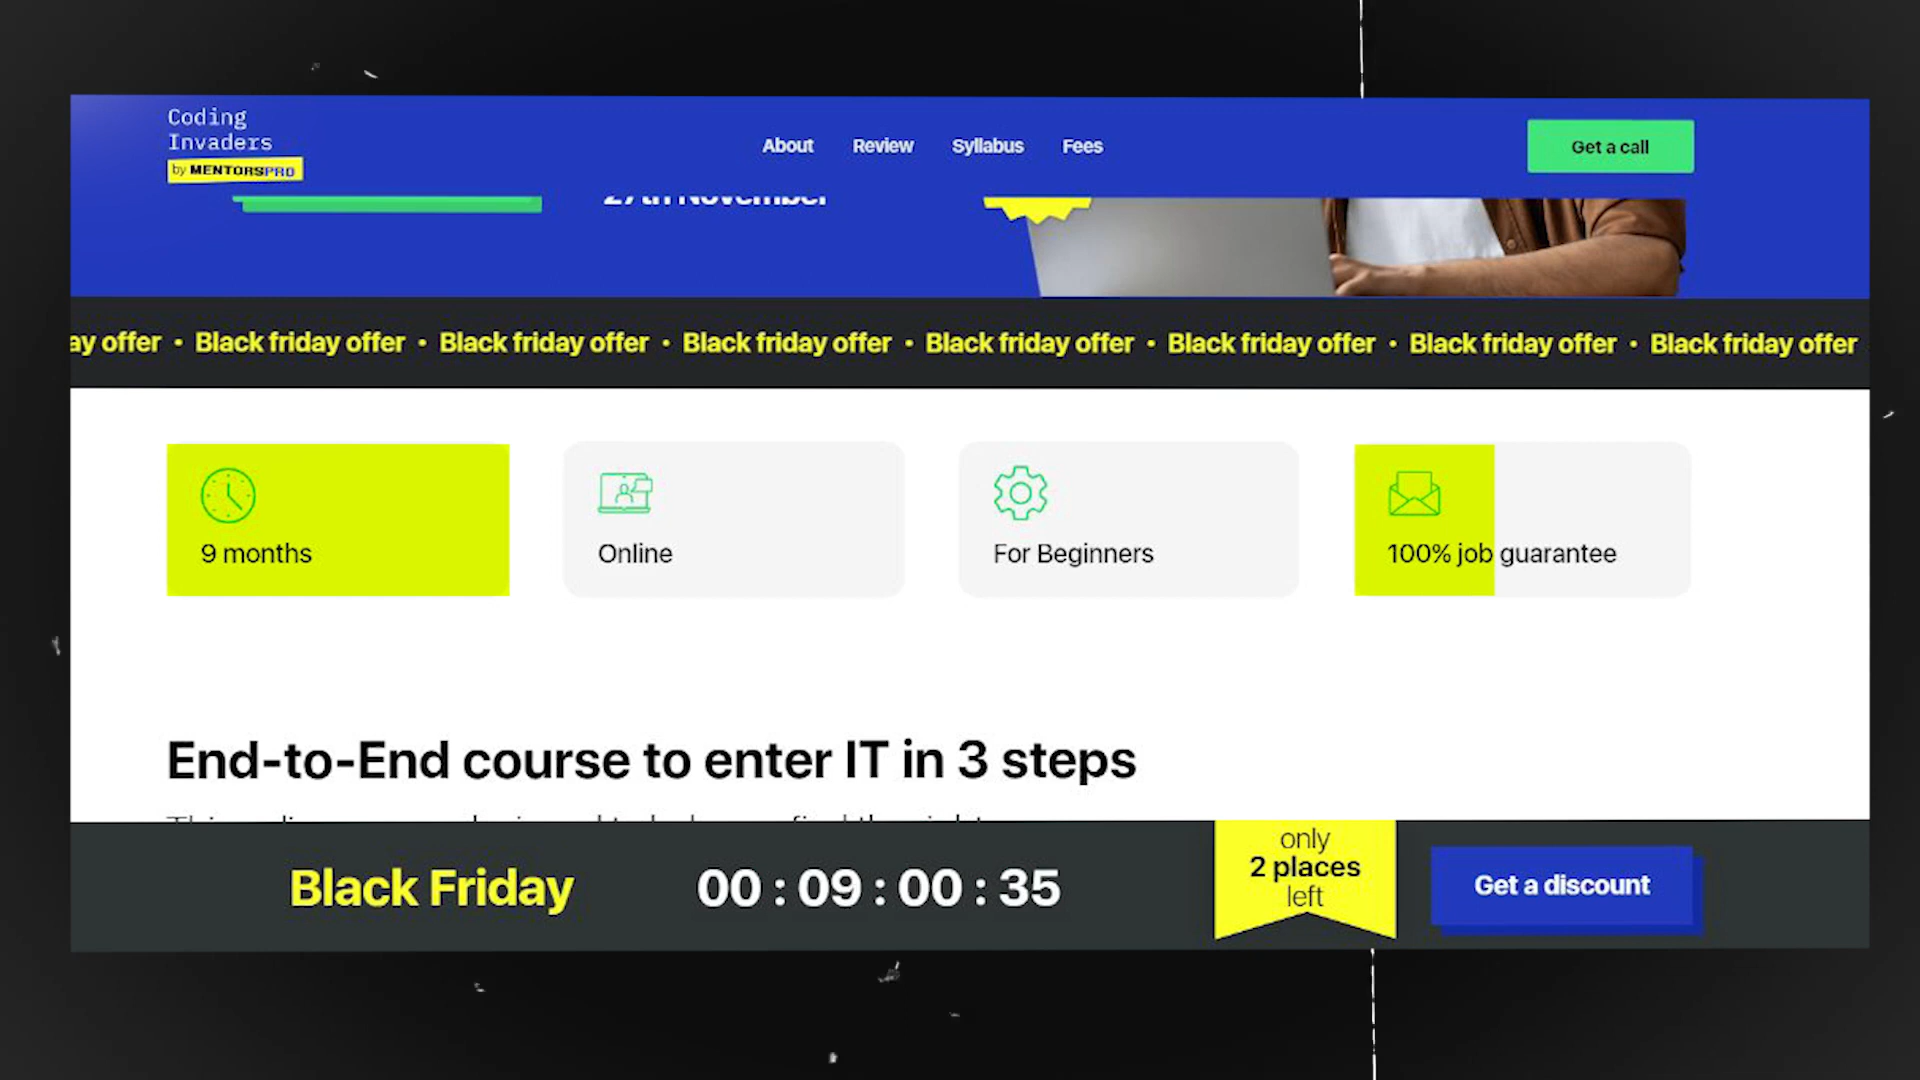 Coding
Invaders
by MENTORSPRO
About Review Syllabus Fees
Get a call
27th November
ay offer • Black friday offer • Black friday offer • Black friday offer • Black friday offer • Black friday offer • Black friday offer • Black friday offer
9 months
Online
For Beginners
100% job guarantee
End-to-End course to enter IT in 3 steps
Black Friday
00 : 09 : 00 : 35
only
2 places
left
Get a discount